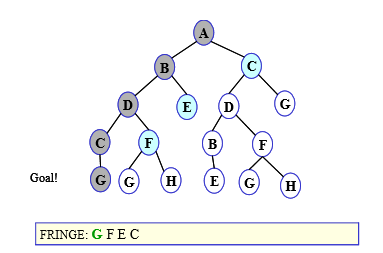 A
B C
D E D G
C F B F
Goal! G G H E G H
FRINGE: G F E C